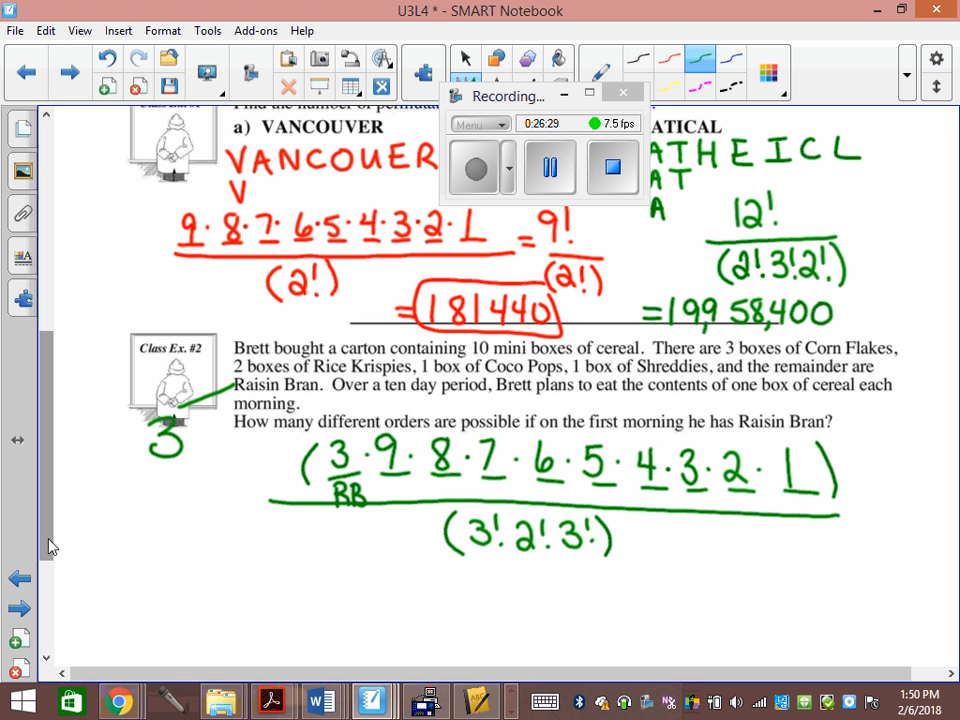 U3L4 * - SMART Notebook
File Edit View Insert Format Tools Add-ons Help
Recording...
Menu 0:26:29 7.5 fps
a) VANCOUVER
ATICAL
VANCOUER
V
ATHEICL
AT
A
9·8·7·6·5·4·3·2·1 = 9!
(2!) (2!)
= 181440
12!
(2!3!2!)
=19,958,400
Class Ex. #2
Brett bought a carton containing 10 mini boxes of cereal. There are 3 boxes of Corn Flakes,
2 boxes of Rice Krispies, 1 box of Coco Pops, 1 box of Shreddies, and the remainder are
Raisin Bran. Over a ten day period, Brett plans to eat the contents of one box of cereal each
morning.
How many different orders are possible if on the first morning he has Raisin Bran?
3
(3·9·8·7·6·5·4·3·2·1)
RB
(3!2!3!)
1:50 PM
2/6/2018